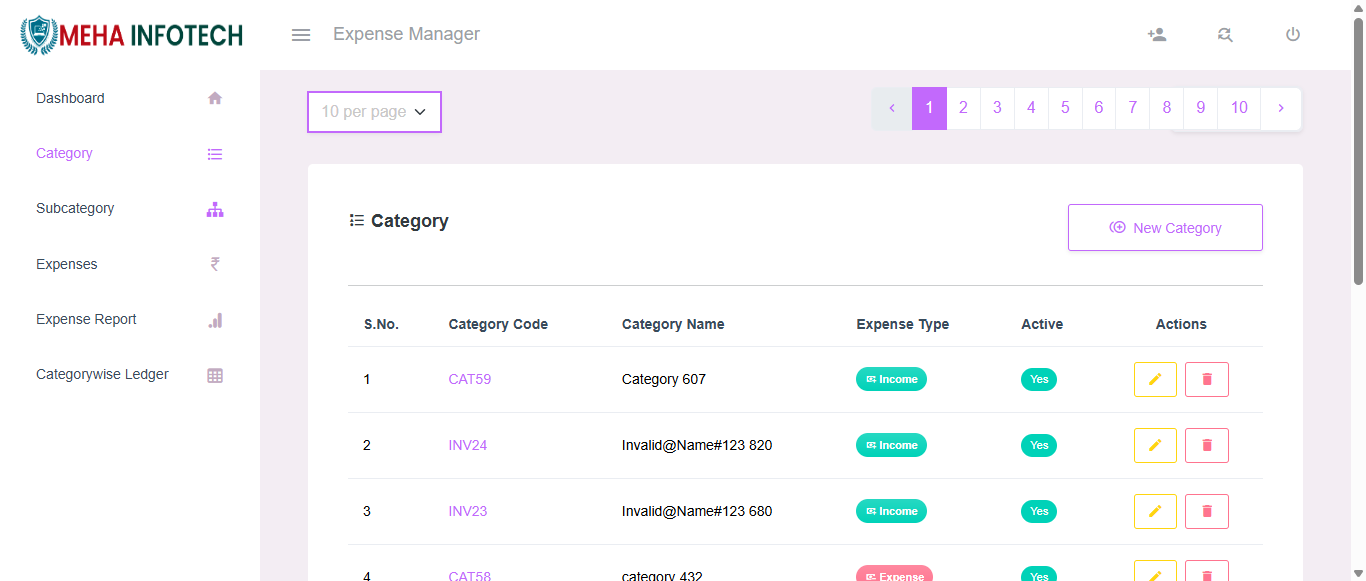 MEHA INFOTECH
Expense Manager
Dashboard
Category
Subcategory
Expenses
₹
Expense Report
Categorywise Ledger
10 per page
‹ 1 2 3 4 5 6 7 8 9 10 ›
Category
New Category
S.No. Category Code Category Name Expense Type Active Actions
1 CAT59 Category 607 Income Yes
2 INV24 Invalid@Name#123 820 Income Yes
3 INV23 Invalid@Name#123 680 Income Yes
4 CAT58 category 432 Expense Yes